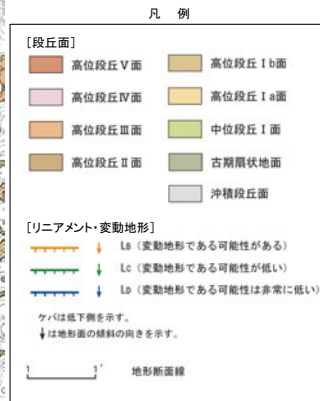 凡 例
[段丘面]
高位段丘Ⅴ面
高位段丘Ⅳ面
高位段丘Ⅲ面
高位段丘Ⅱ面
高位段丘Ⅰb面
高位段丘Ⅰa面
中位段丘Ⅰ面
古期扇状地面
沖積段丘面
[リニアメント・変動地形]
LB (変動地形である可能性がある)
LC (変動地形である可能性が低い)
LD (変動地形である可能性は非常に低い)
ケバは低下側を示す。
↓は地形面の傾斜の向きを示す。
1 1' 地形断面線